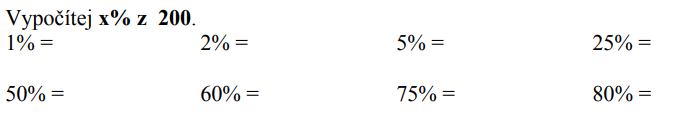 Vypočítej x% z 200.
1% = 2% = 5% = 25% =
50% = 60% = 75% = 80% =